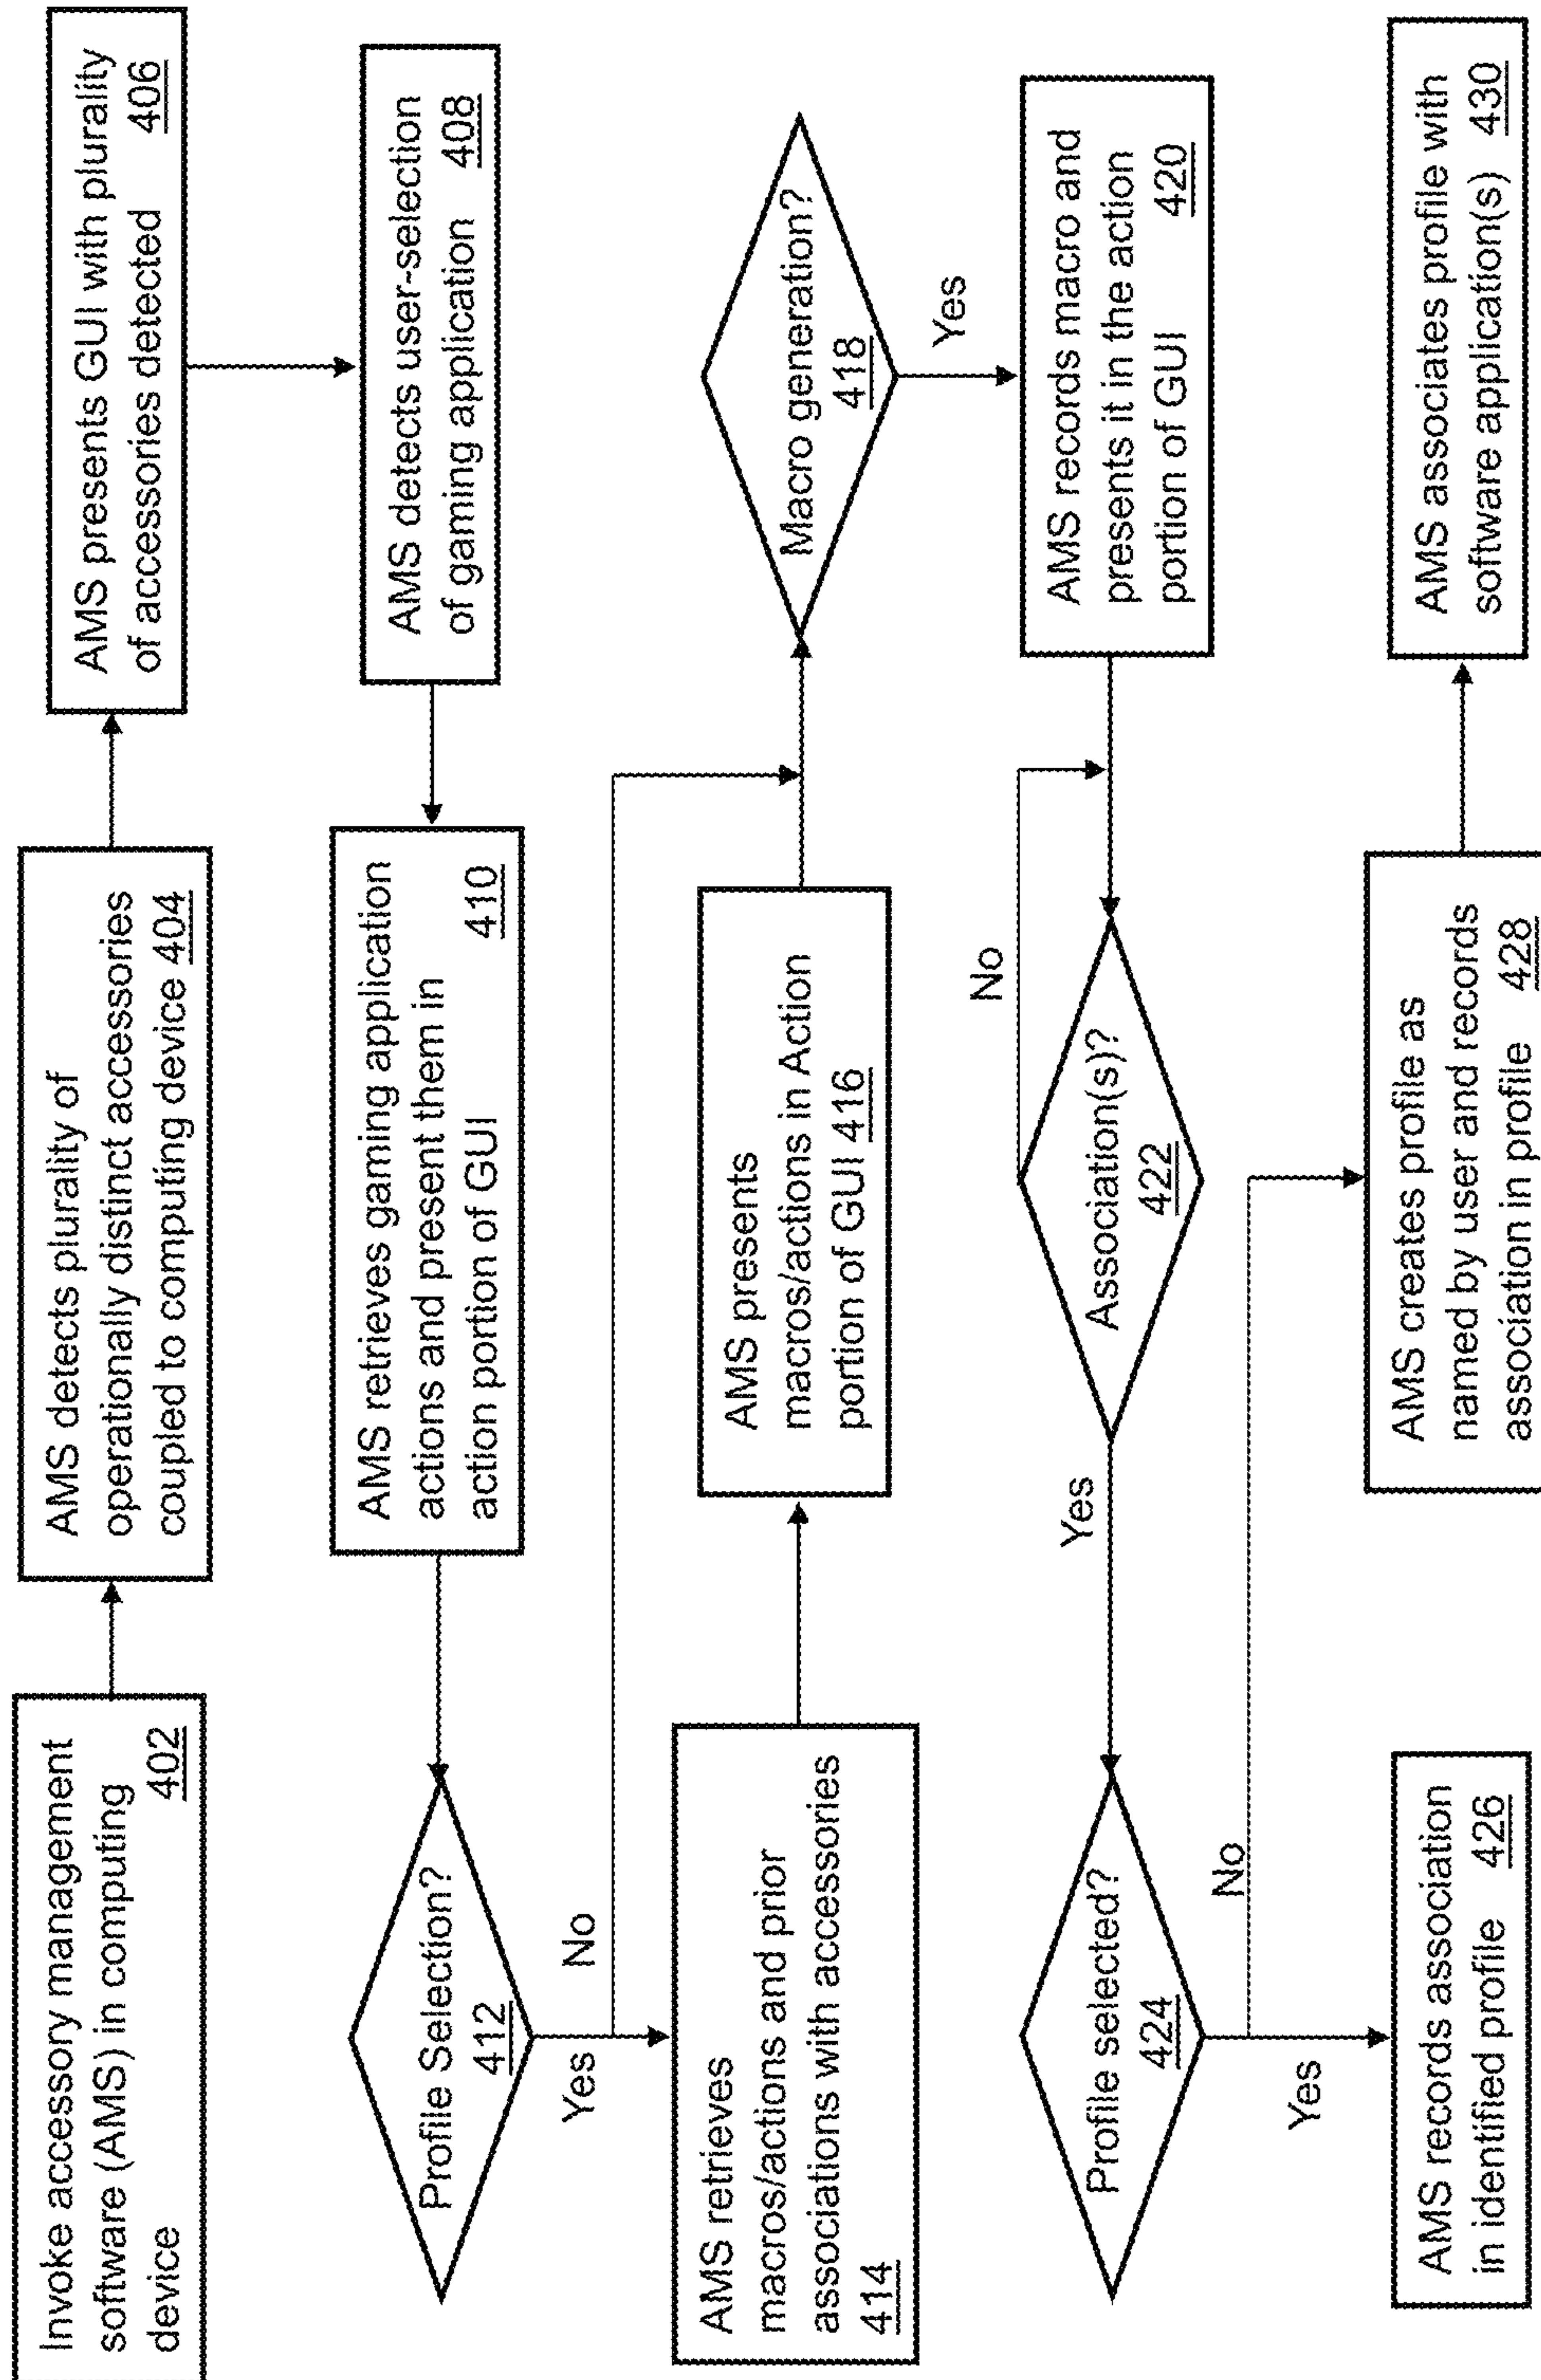 Invoke accessory management
software (AMS) in computing
device 402
AMS detects plurality of
operationally distinct accessories
coupled to computing device 404
AMS presents GUI with plurality
of accessories detected 406
AMS detects user-selection
of gaming application 408
AMS retrieves gaming application
actions and present them in
action portion of GUI 410
Profile Selection?
412
No
Yes
AMS retrieves
macros/actions and prior
associations with accessories
414
AMS presents
macros/actions in Action
portion of GUI 416
Macro generation?
418
Yes
AMS records macro and
presents it in the action
portion of GUI 420
No
Association(s)?
422
Yes
Profile selected?
424
No
Yes
AMS records association
in identified profile 426
AMS creates profile as
named by user and records
association in profile 428
AMS associates profile with
software application(s) 430